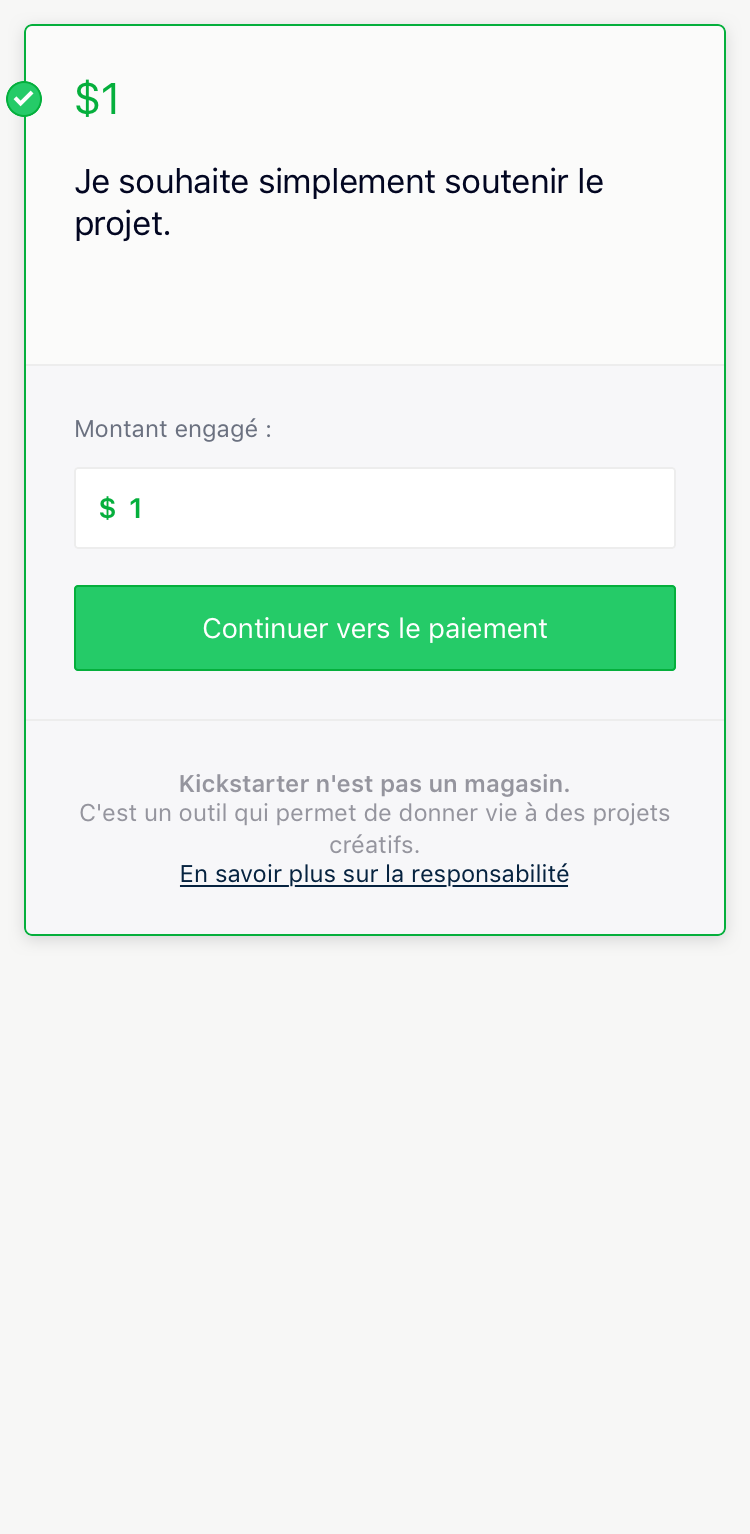 $1
Je souhaite simplement soutenir le
projet.
Montant engagé :
$ 1
Continuer vers le paiement
Kickstarter n'est pas un magasin.
C'est un outil qui permet de donner vie à des projets
créatifs.
En savoir plus sur la responsabilité